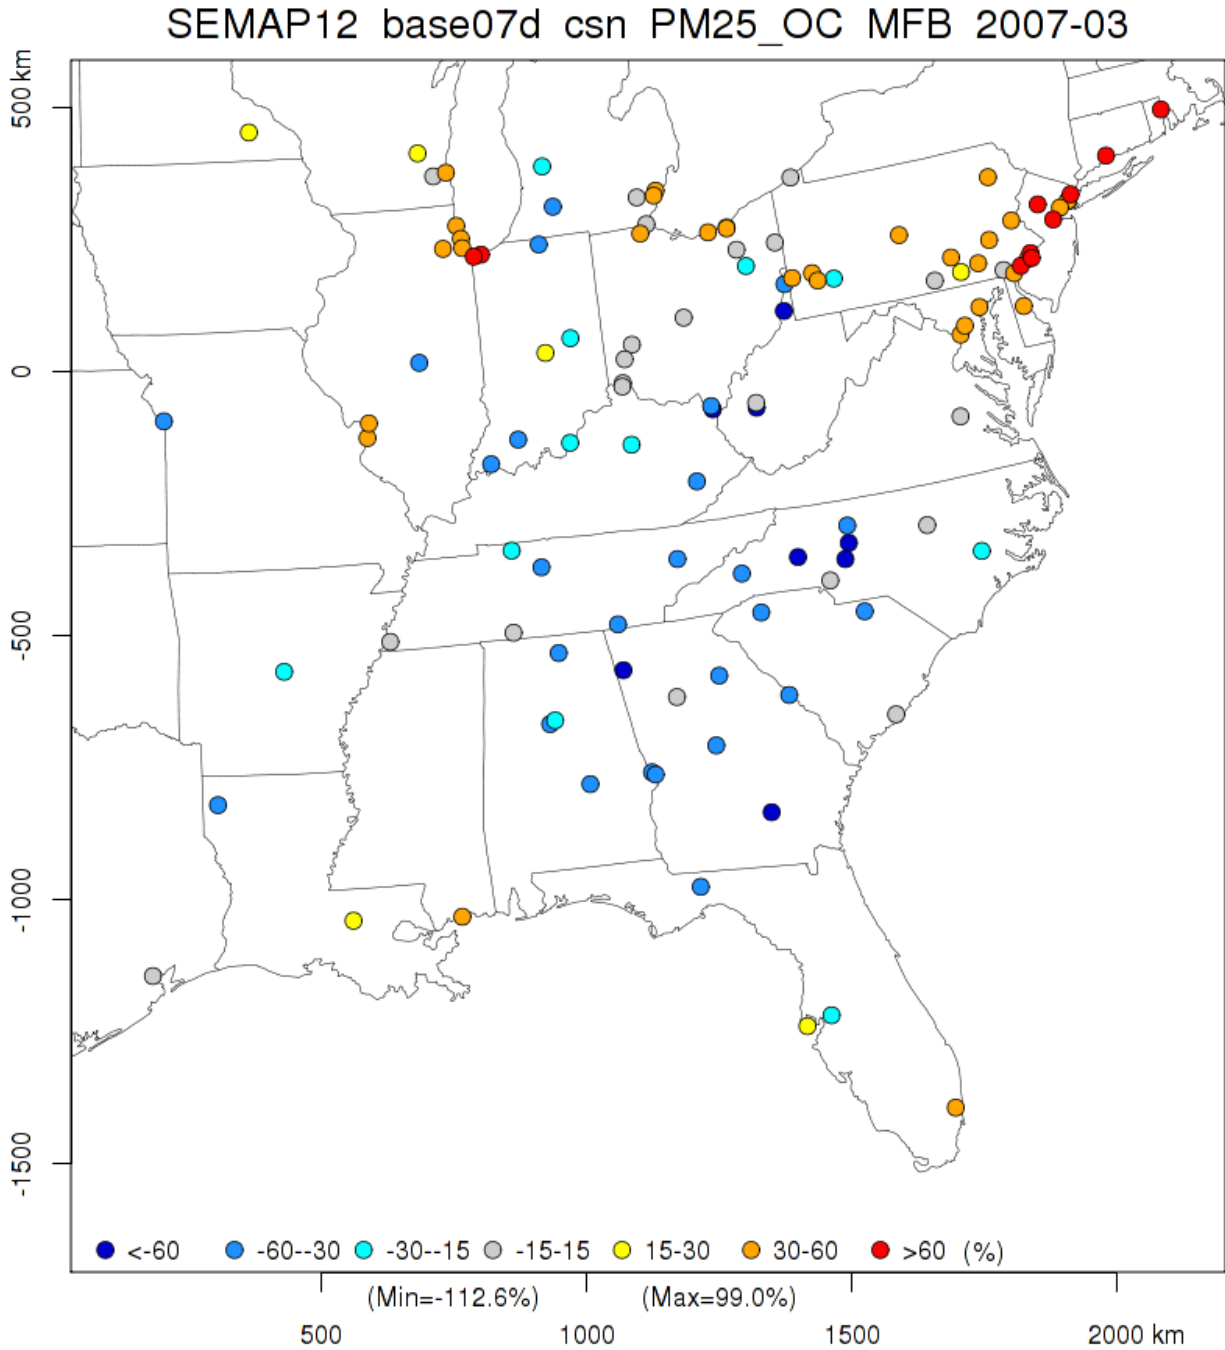 SEMAP12 base07d csn PM25_OC MFB 2007-03
500 km
0
-500
-1000
-1500
<-60 -60--30 -30--15 -15-15 15-30 30-60 >60 (%)
(Min=-112.6%) (Max=99.0%)
500 1000 1500 2000 km